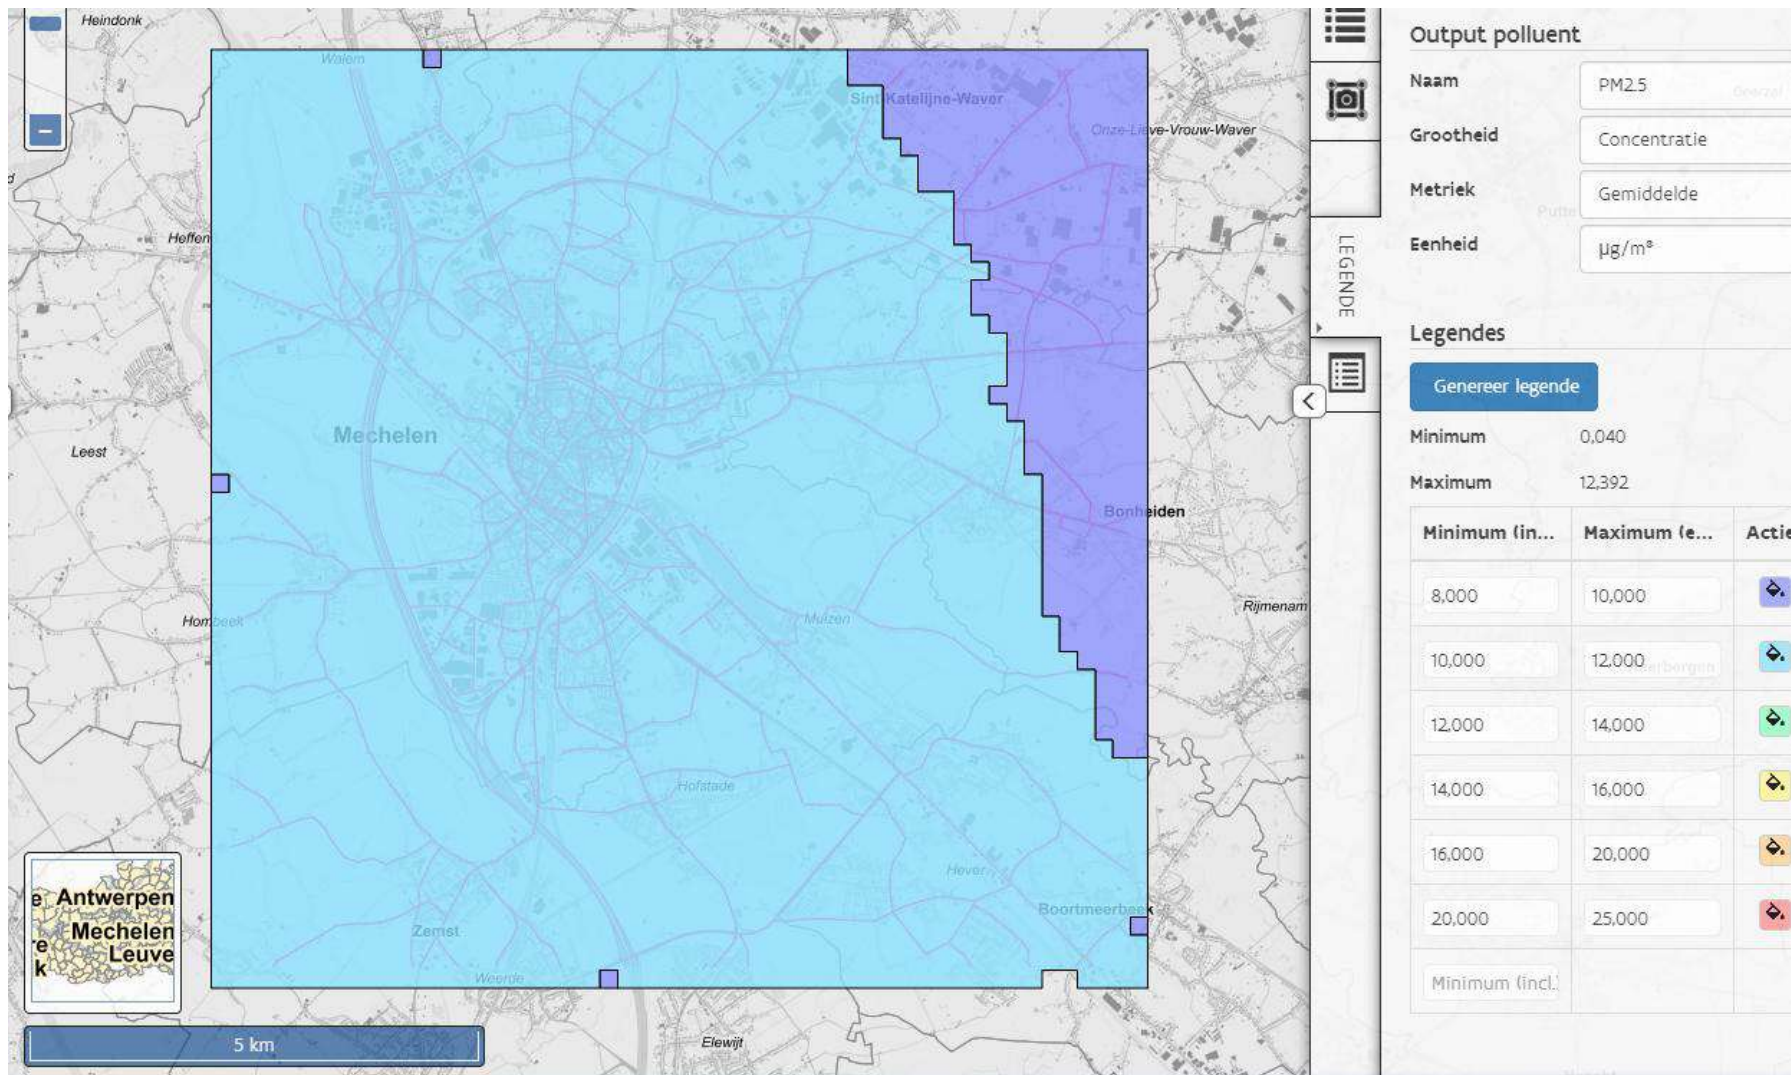 Heindonk
Walem
Sint Katelijne-Waver
Onze-Lieve-Vrouw-Waver
Heffen
Mechelen
Leest
Bonheiden
Hombeek
Muizen
Rijmenam
Hofstade
Hever
Boortmeerbeek
Zemst
Weerde
Elewijt
e Antwerpen
Mechelen
e Leuve
k
5 km
LEGENDE
Output polluent
Naam PM2.5
Grootheid Concentratie
Metriek Gemiddelde
Putte
Eenheid µg/m³
Legendes
Genereer legende
Minimum 0,040
Maximum 12,392
Minimum (in... Maximum (e... Actie
8,000 10,000
10,000 12,000
12,000 14,000
14,000 16,000
16,000 20,000
20,000 25,000
Minimum (incl.)